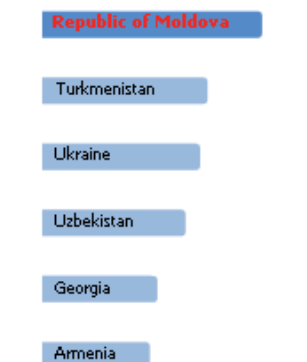 Republic of Moldova
Turkmenistan
Ukraine
Uzbekistan
Georgia
Armenia